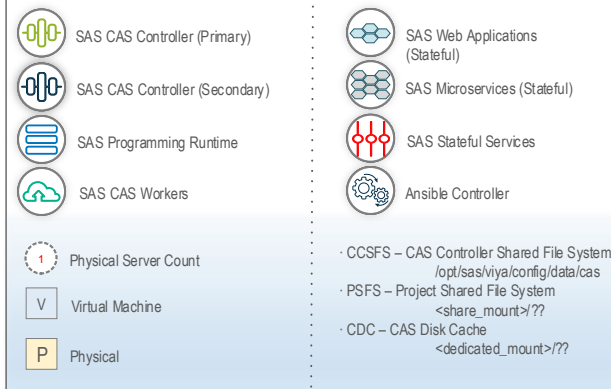 SAS CAS Controller (Primary)
SAS CAS Controller (Secondary)
SAS Programming Runtime
SAS CAS Workers
1
Physical Server Count
V
Virtual Machine
P
Physical
SAS Web Applications
(Stateful)
SAS Microservices (Stateful)
SAS Stateful Services
Ansible Controller
· CCSFS – CAS Controller Shared File System
/opt/sas/viya/config/data/cas
· PSFS – Project Shared File System
<share_mount>/??
· CDC – CAS Disk Cache
<dedicated_mount>/??